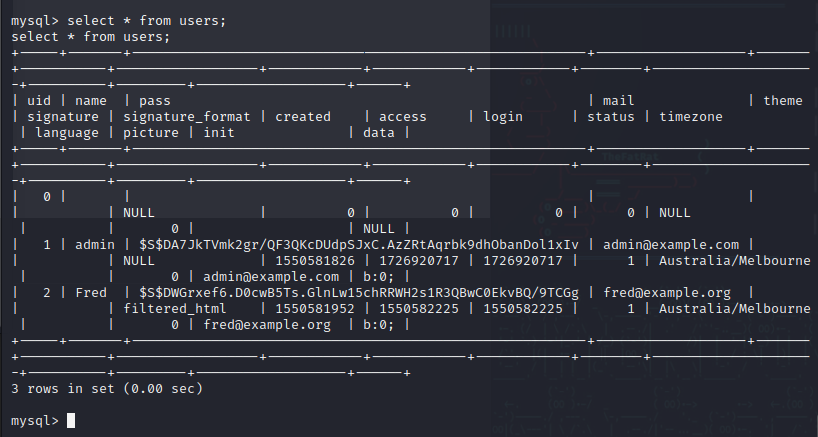 mysql> select * from users;
select * from users;
| uid | name | pass | mail | theme
| signature | signature_format | created | access | login | status | timezone
| language | picture | init | data |
| 0 | | | |
| | NULL | 0 | 0 | 0 | 0 | NULL
| | 0 | | NULL |
| 1 | admin | $S$DA7JkTVmk2gr/QF3QKcDUdpSJxC.AzZRtAqrbk9dhObanDol1xIv | admin@example.com |
| | NULL | 1550581826 | 1726920717 | 1726920717 | 1 | Australia/Melbourne
| | 0 | admin@example.com | b:0; |
| 2 | Fred | $S$DWGrxef6.D0cwB5Ts.GlnLw15chRRWH2s1R3QBwC0EkvBQ/9TCGg | fred@example.org |
| | filtered_html | 1550581952 | 1550582225 | 1550582225 | 1 | Australia/Melbourne
| | 0 | fred@example.org | b:0; |
3 rows in set (0.00 sec)
mysql>